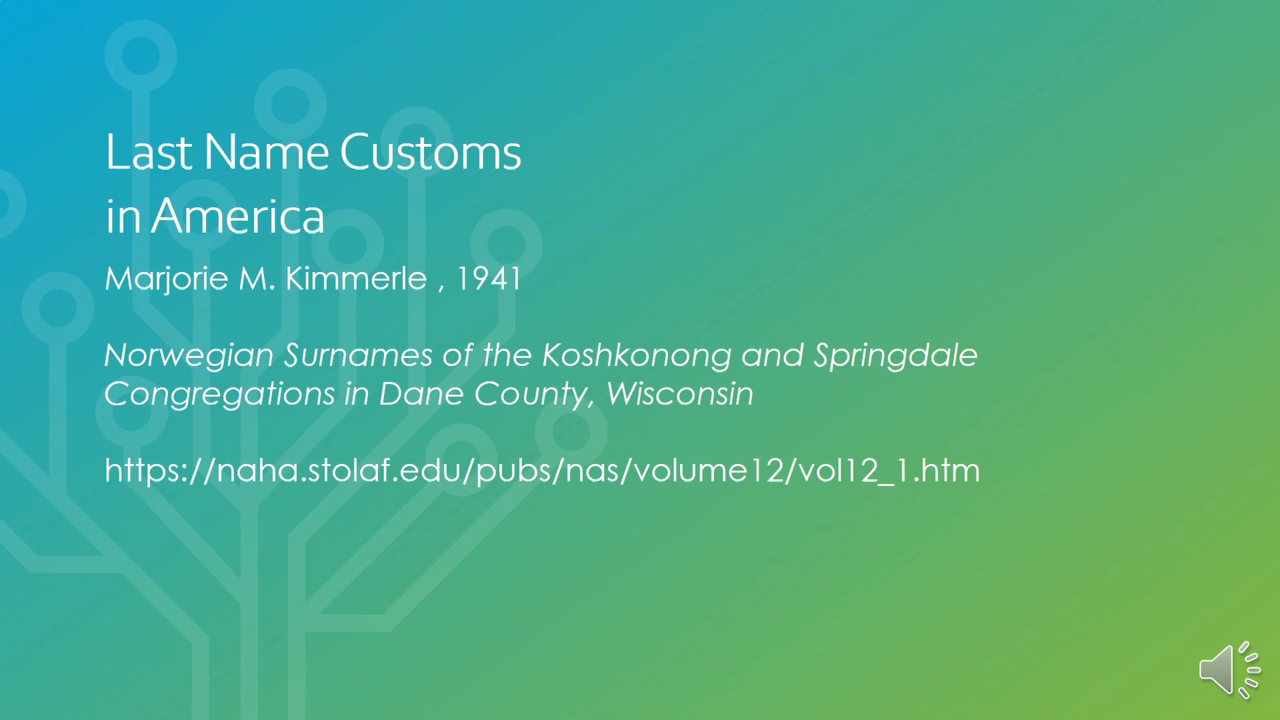 Last Name Customs
in America
Marjorie M. Kimmerle , 1941
Norwegian Surnames of the Koshkonong and Springdale
Congregations in Dane County, Wisconsin
https://naha.stolaf.edu/pubs/nas/volume12/vol12_1.htm